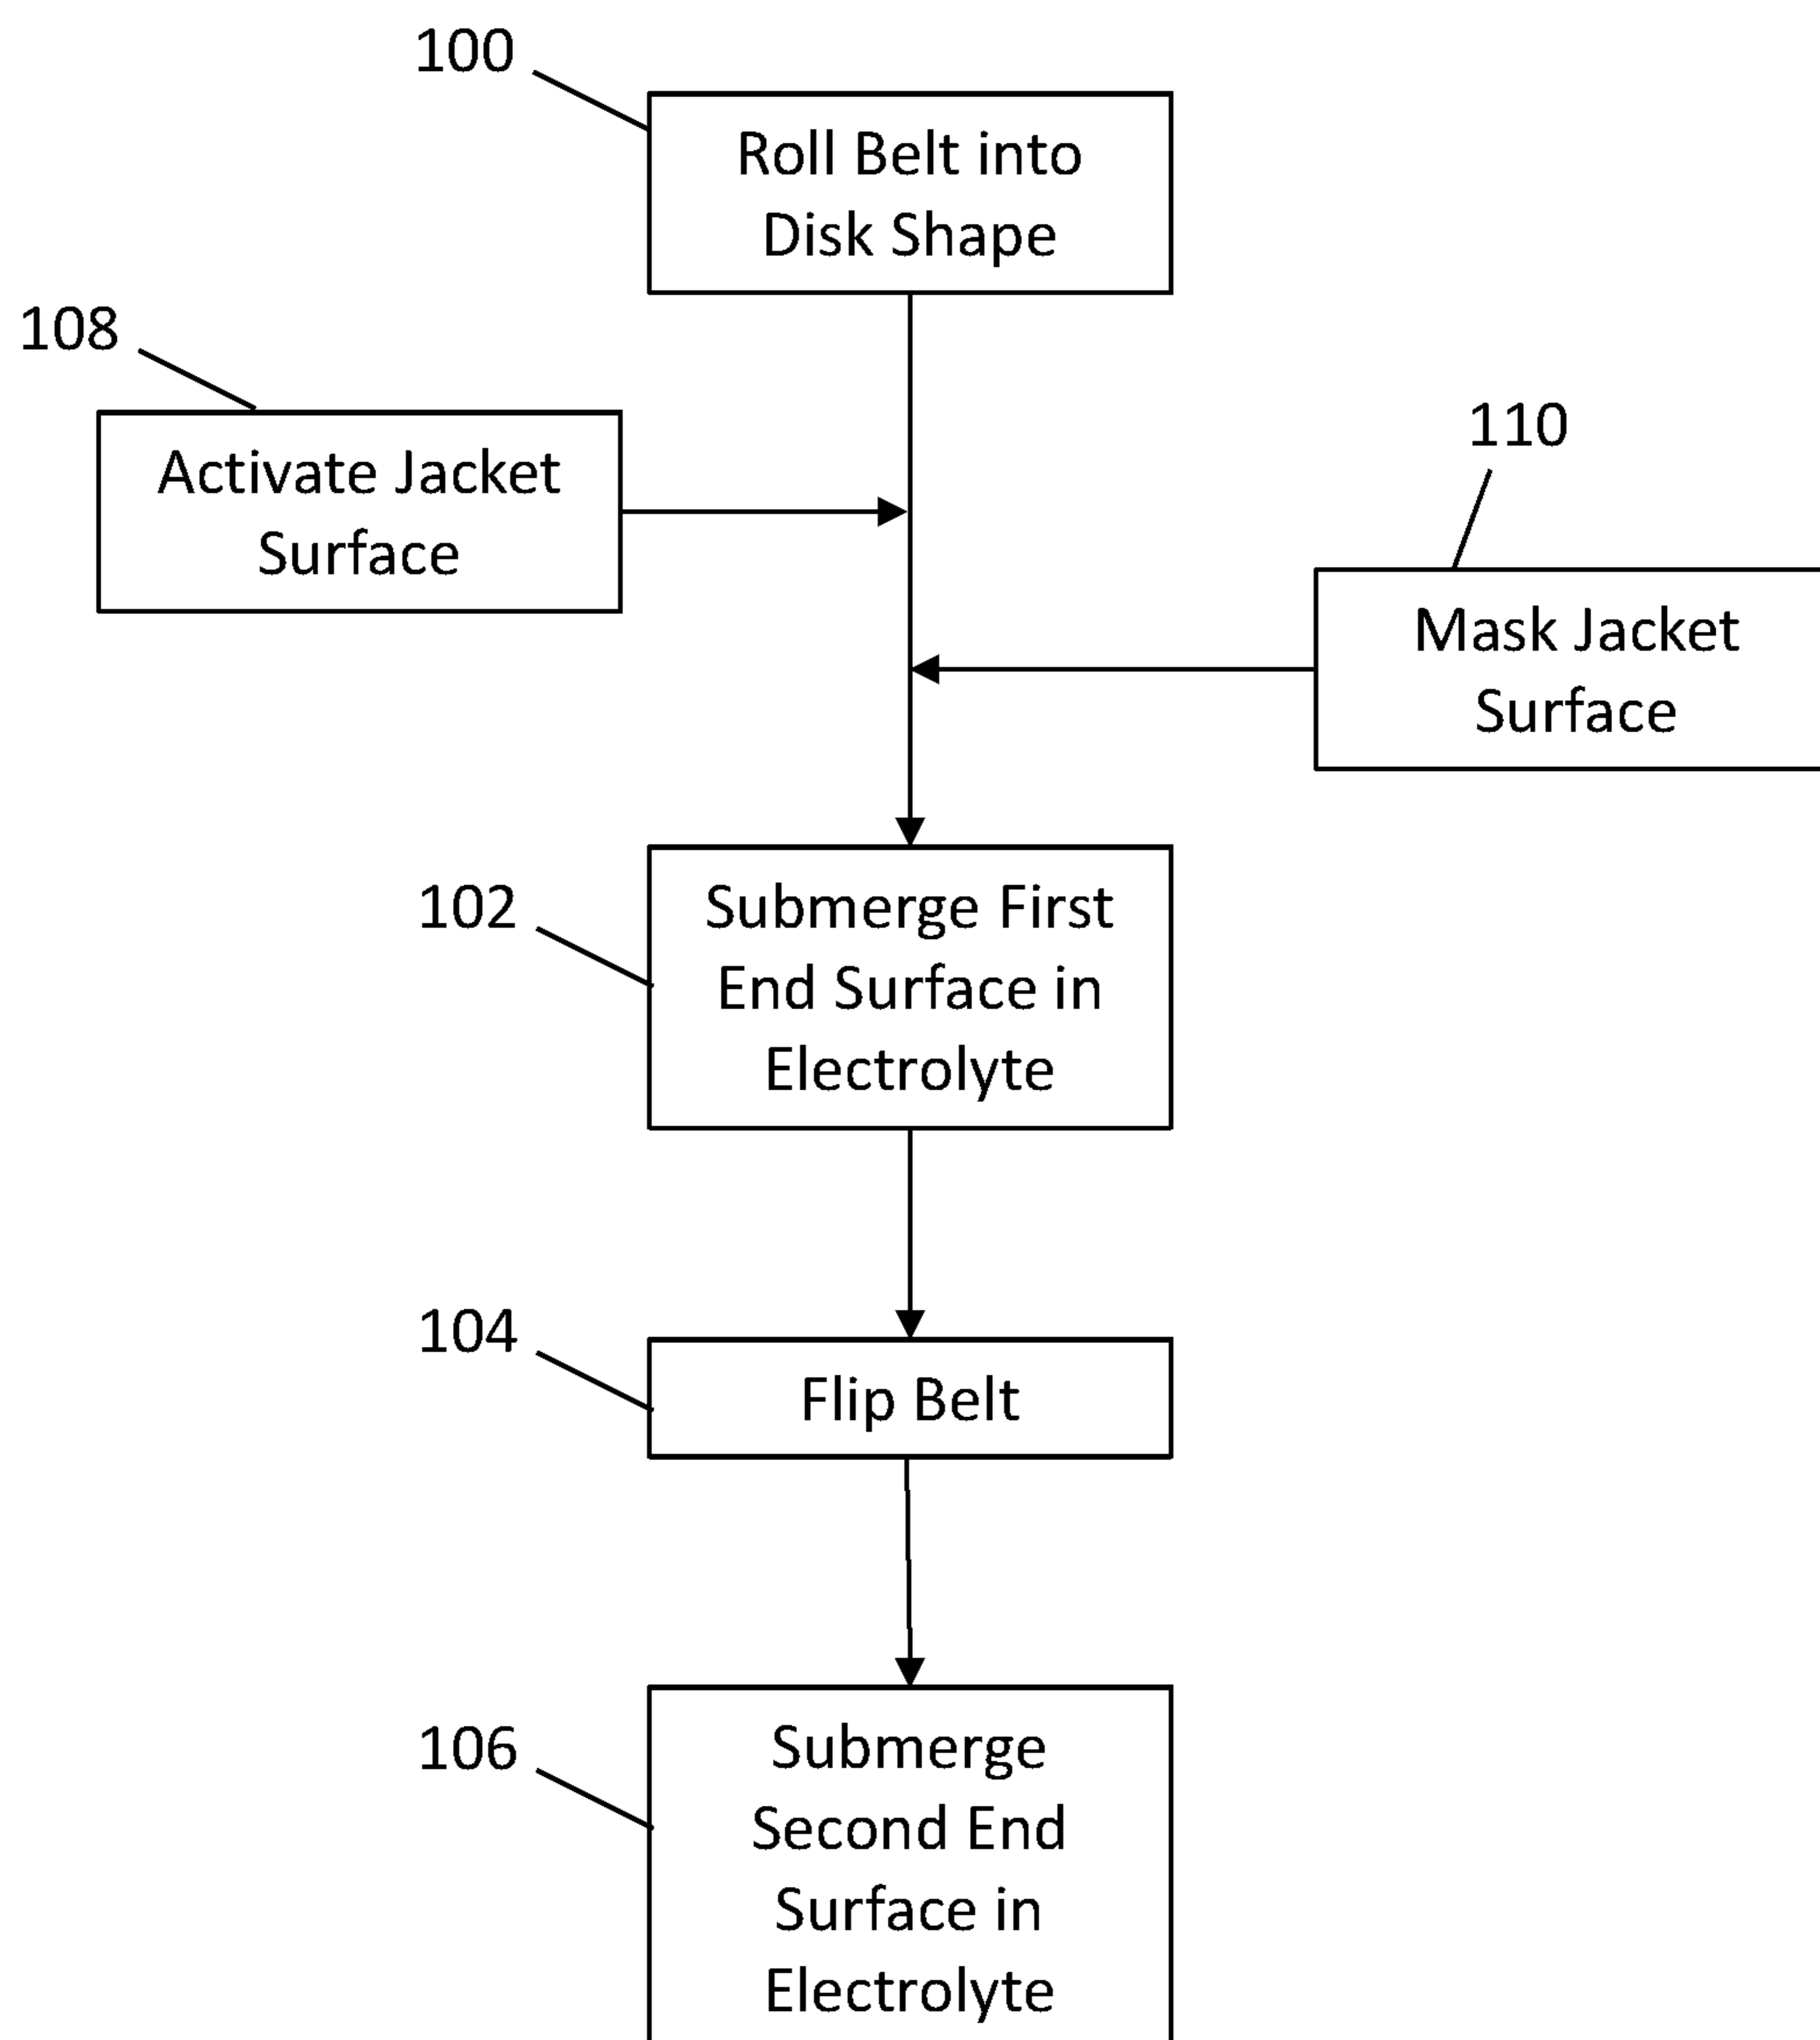 100
Roll Belt into
Disk Shape
108
Activate Jacket
Surface
110
Mask Jacket
Surface
102
Submerge First
End Surface in
Electrolyte
104
Flip Belt
106
Submerge
Second End
Surface in
Electrolyte